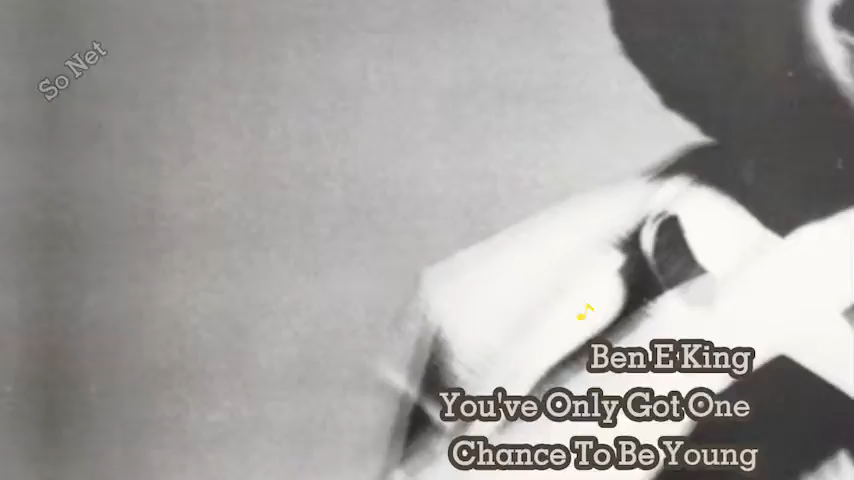 So Net
Ben E King
You've Only Got One
Chance To Be Young